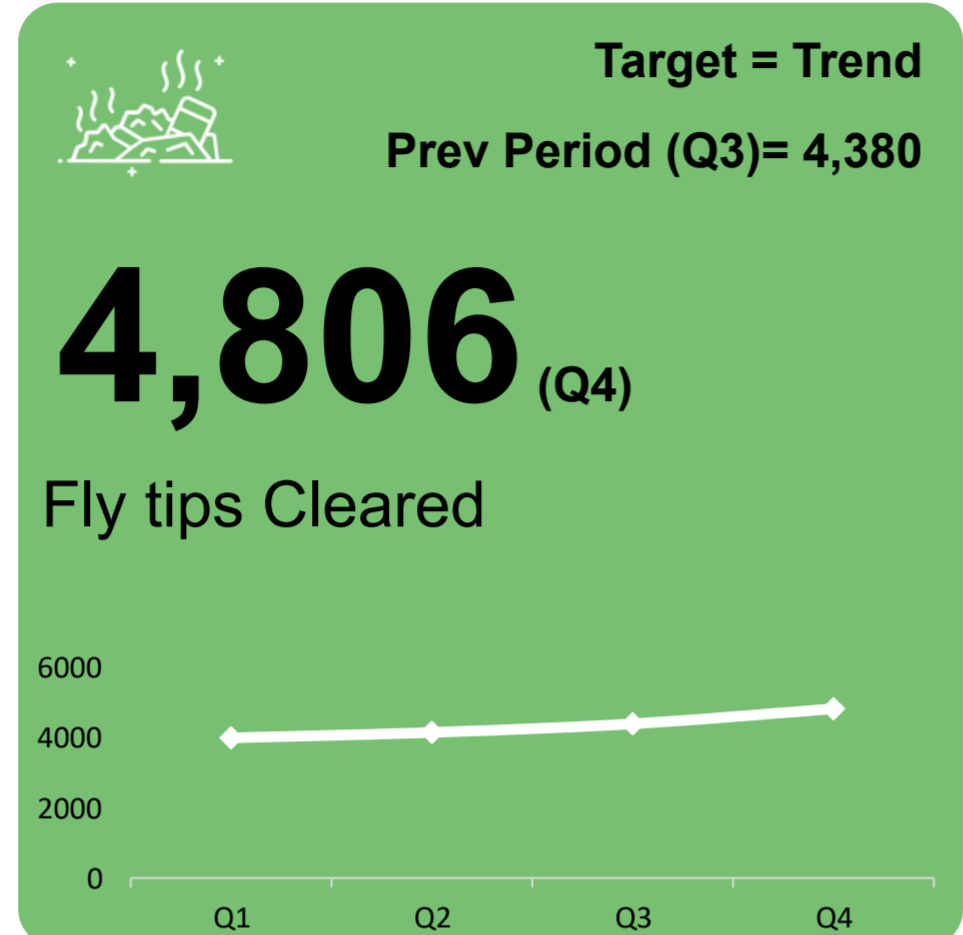 Target = Trend
Prev Period (Q3)= 4,380
4,806 (Q4)
Fly tips Cleared
6000
4000
2000
0
Q1 Q2 Q3 Q4